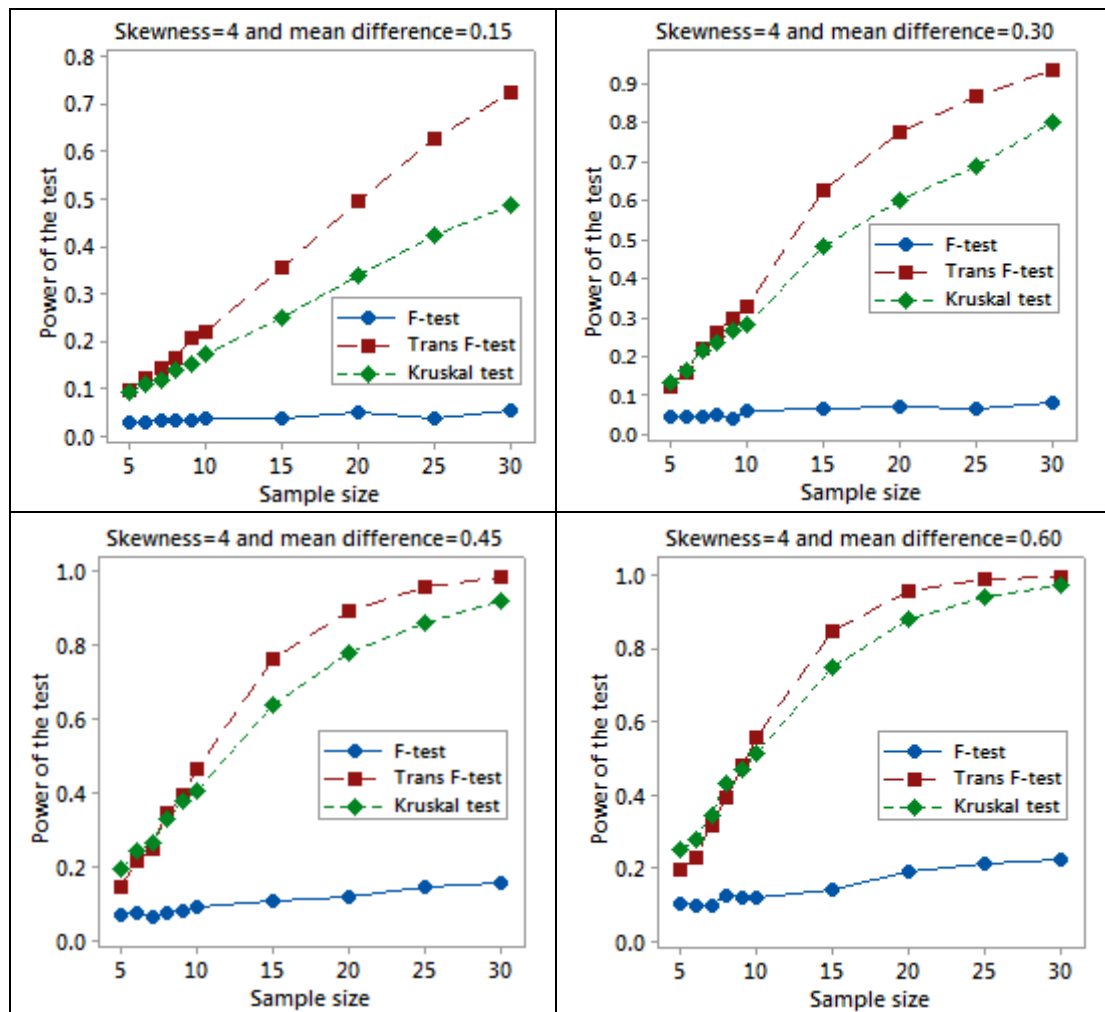 Skewness=4 and mean difference=0.15
Power of the test
0.8
0.7
0.6
0.5
0.4
0.3
0.2
0.1
0.0
F-test
Trans F-test
Kruskal test
5 10 15 20 25 30
Sample size
Skewness=4 and mean difference=0.30
Power of the test
0.9
0.8
0.7
0.6
0.5
0.4
0.3
0.2
0.1
0.0
F-test
Trans F-test
Kruskal test
5 10 15 20 25 30
Sample size
Skewness=4 and mean difference=0.45
Power of the test
1.0
0.8
0.6
0.4
0.2
0.0
F-test
Trans F-test
Kruskal test
5 10 15 20 25 30
Sample size
Skewness=4 and mean difference=0.60
Power of the test
1.0
0.8
0.6
0.4
0.2
0.0
F-test
Trans F-test
Kruskal test
5 10 15 20 25 30
Sample size